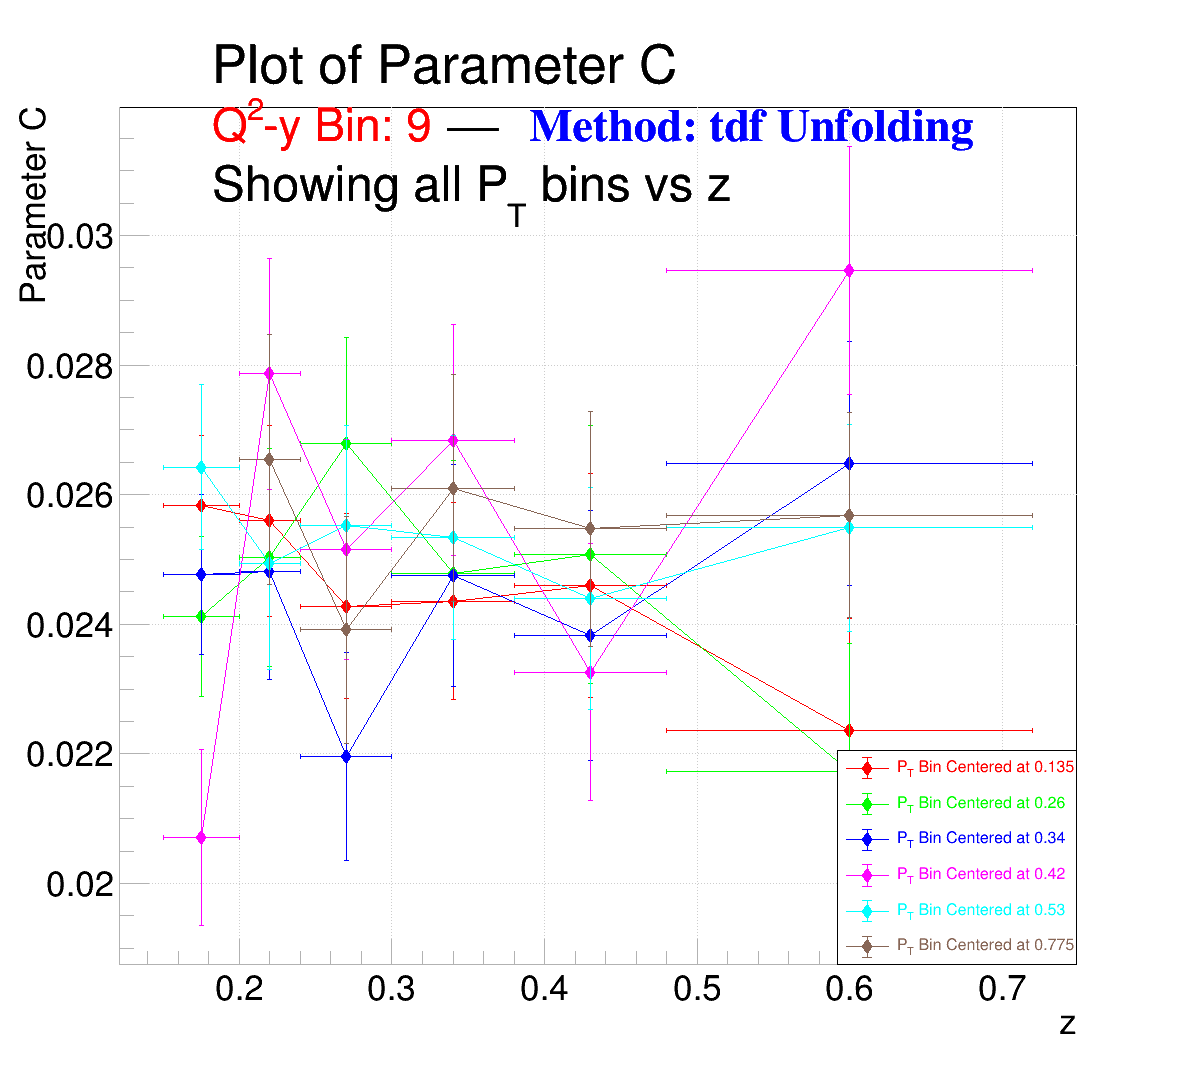 Plot of Parameter C
Q2-y Bin: 9 — Method: tdf Unfolding
Showing all PT bins vs z
Parameter C
0.03
0.028
0.026
0.024
0.022
0.02
PT Bin Centered at 0.135
PT Bin Centered at 0.26
PT Bin Centered at 0.34
PT Bin Centered at 0.42
PT Bin Centered at 0.53
PT Bin Centered at 0.775
0.2 0.3 0.4 0.5 0.6 0.7
z